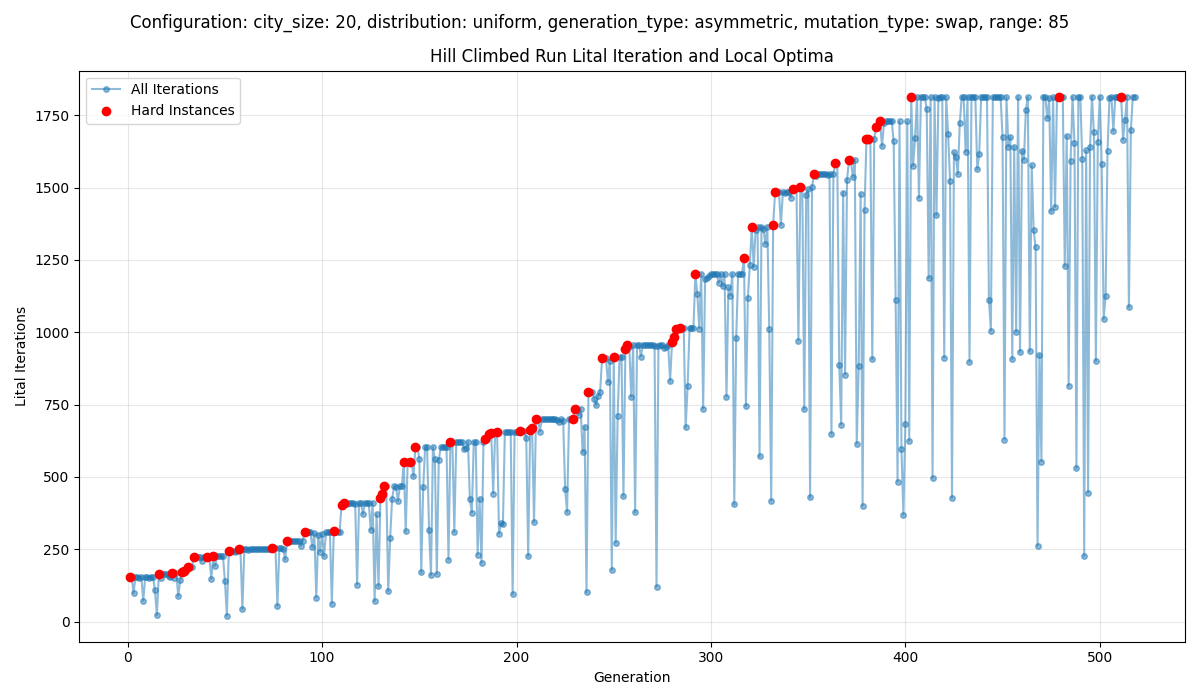 Configuration: city_size: 20, distribution: uniform, generation_type: asymmetric, mutation_type: swap, range: 85
Hill Climbed Run Lital Iteration and Local Optima
All Iterations
Hard Instances
1750
1500
1250
1000
750
500
250
0
Lital Iterations
0 100 200 300 400 500
Generation